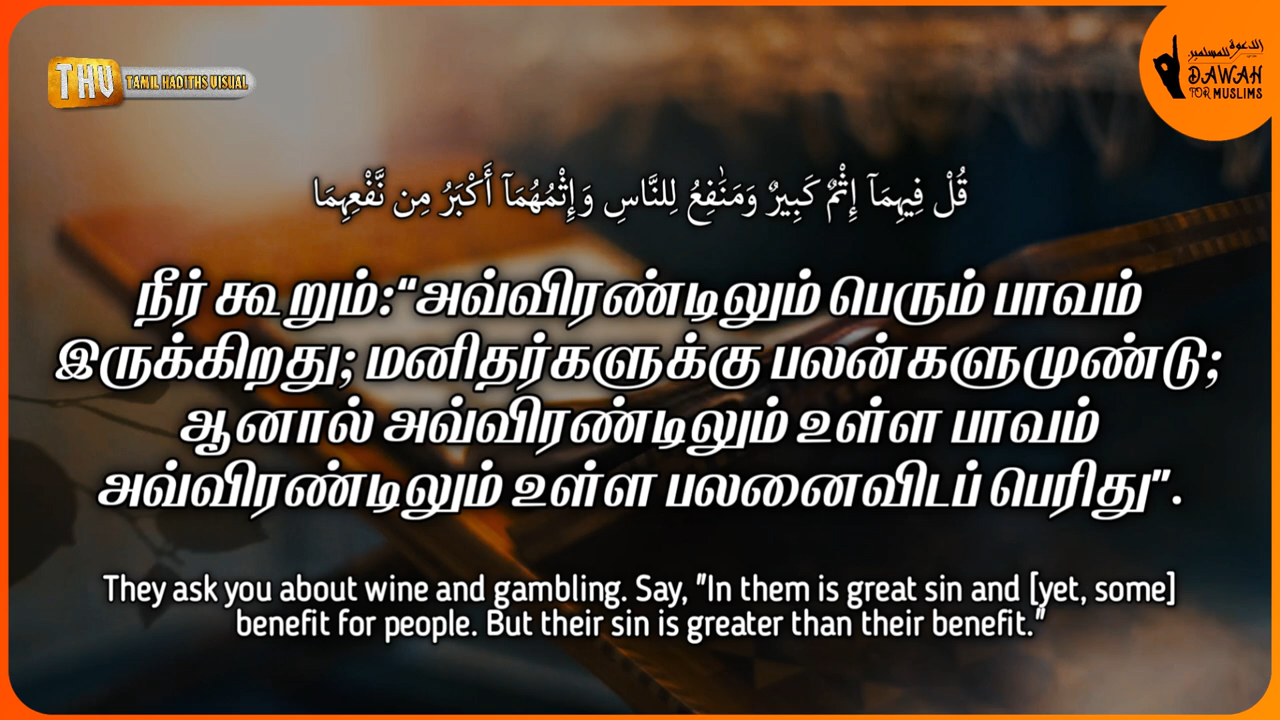 THV TAMIL HADITHS VISUAL
الدعوة للمسلمين
DAWAH
FOR MUSLIMS
قُلْ فِيهِمَآ إِثْمٌ كَبِيرٌ وَمَنَٰفِعُ لِلنَّاسِ وَإِثْمُهُمَآ أَكْبَرُ مِن نَّفْعِهِمَا
நீர் கூறும்:“அவ்விரண்டிலும் பெரும் பாவம்
இருக்கிறது; மனிதர்களுக்கு பலன்களுமுண்டு;
ஆனால் அவ்விரண்டிலும் உள்ள பாவம்
அவ்விரண்டிலும் உள்ள பலனைவிடப் பெரிது”.
They ask you about wine and gambling. Say, "In them is great sin and [yet, some]
benefit for people. But their sin is greater than their benefit."